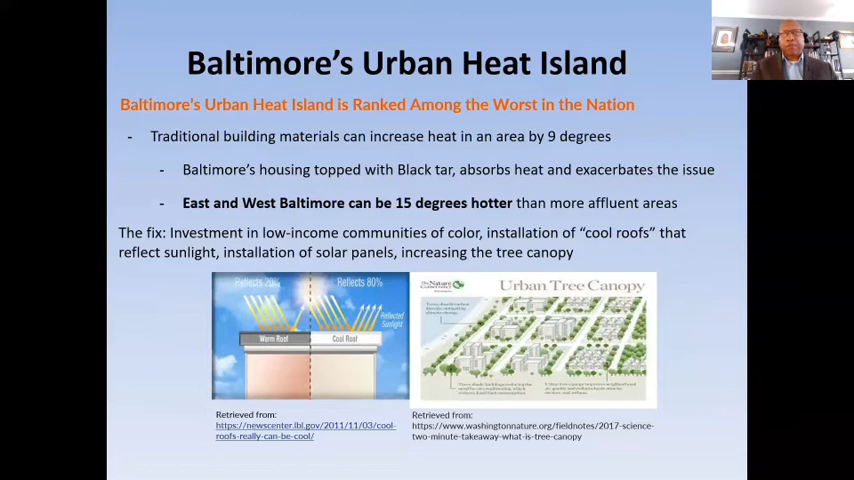 Baltimore's Urban Heat Island
Baltimore's Urban Heat Island is Ranked Among the Worst in the Nation
- Traditional building materials can increase heat in an area by 9 degrees
- Baltimore's housing topped with Black tar, absorbs heat and exacerbates the issue
- East and West Baltimore can be 15 degrees hotter than more affluent areas
The fix: Investment in low-income communities of color, installation of "cool roofs" that
reflect sunlight, installation of solar panels, increasing the tree canopy
Reflects 20%
Reflects 80%
Reflected
Sunlight
Warm Roof
Cool Roof
Urban Tree Canopy
Retrieved from:
https://newscenter.lbl.gov/2011/11/03/cool-
roofs-really-can-be-cool/
Retrieved from:
https://www.washingtonnature.org/fieldnotes/2017-science-
two-minute-takeaway-what-is-tree-canopy